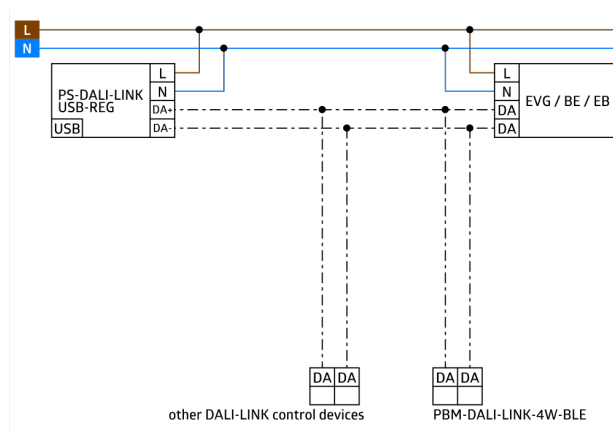 L
N
PS-DALI-LINK
USB-REG
USB
L
N
DA+
DA-
L
N
DA
DA
EVG / BE / EB
DA DA
DA DA
other DALI-LINK control devices
PBM-DALI-LINK-4W-BLE